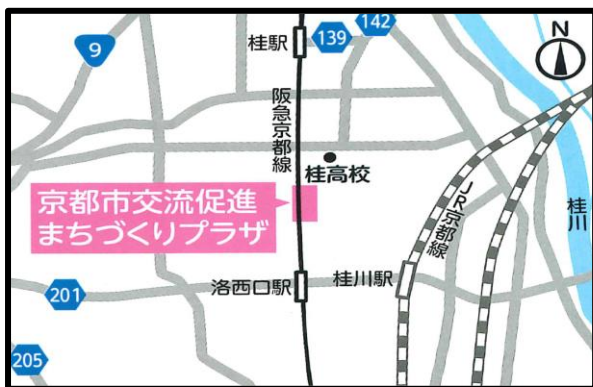 142
N
桂駅
139
9
阪急京都線
桂高校
京都市交流促進
まちづくりプラザ
JR京都線
桂川
洛西口駅
桂川駅
201
205